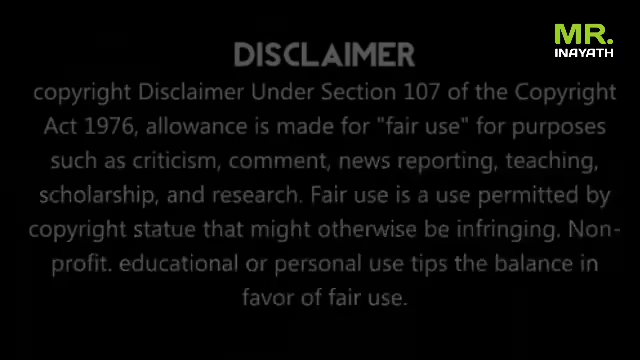 MR.
INAYATH
DISCLAIMER
copyright Disclaimer Under Section 107 of the Copyright
Act 1976, allowance is made for "fair use" for purposes
such as criticism, comment, news reporting, teaching,
scholarship, and research. Fair use is a use permitted by
copyright statue that might otherwise be infringing. Non-
profit. educational or personal use tips the balance in
favor of fair use.